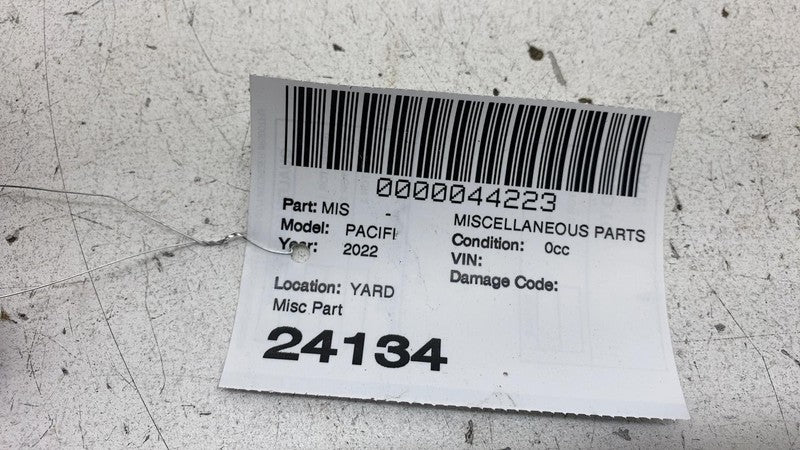 0000044223
Part: MIS - MISCELLANEOUS PARTS
Model: PACIFI Condition: 0cc
Year: 2022 VIN:
Damage Code:
Location: YARD
Misc Part
24134